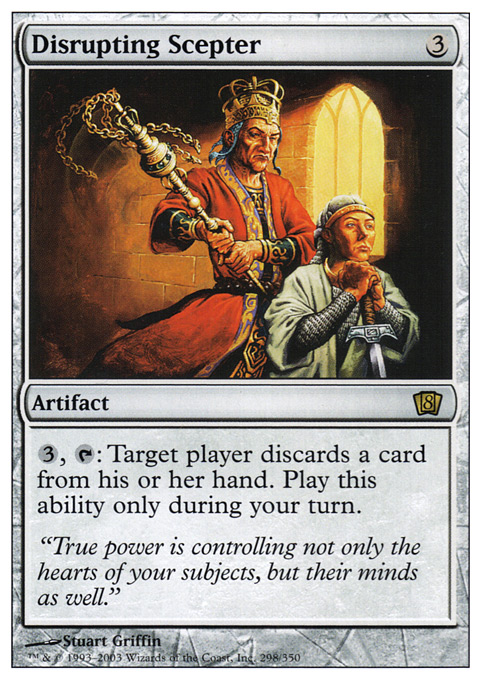 Disrupting Scepter 3
Artifact 8
3, : Target player discards a card
from his or her hand. Play this
ability only during your turn.
“True power is controlling not only the
hearts of your subjects, but their minds
as well.”
Stuart Griffin
™ & © 1993–2003 Wizards of the Coast, Inc. 298/350